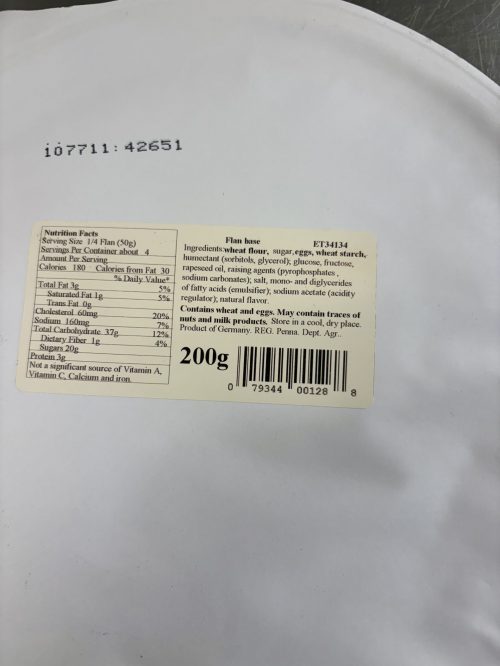 107711:42651
Nutrition Facts
Serving Size 1/4 Flan (50g)
Servings Per Container about 4
Amount Per Serving
Calories 180 Calories from Fat 30
% Daily Value*
Total Fat 3g 5%
Saturated Fat 1g 5%
Trans Fat 0g
Cholesterol 60mg 20%
Sodium 160mg 7%
Total Carbohydrate 37g 12%
Dietary Fiber 1g 4%
Sugars 20g
Protein 3g
Not a significant source of Vitamin A,
Vitamin C, Calcium and iron.
Flan base ET34134
Ingredients:wheat flour, sugar,eggs, wheat starch,
humectant (sorbitols, glycerol); glucose, fructose,
rapeseed oil, raising agents (pyrophosphates,
sodium carbonates); salt, mono- and diglycerides
of fatty acids (emulsifier); sodium acetate (acidity
regulator); natural flavor.
Contains wheat and eggs. May contain traces of
nuts and milk products. Store in a cool, dry place.
Product of Germany. REG. Penna. Dept. Agr..
200g
0 79344 00128 8